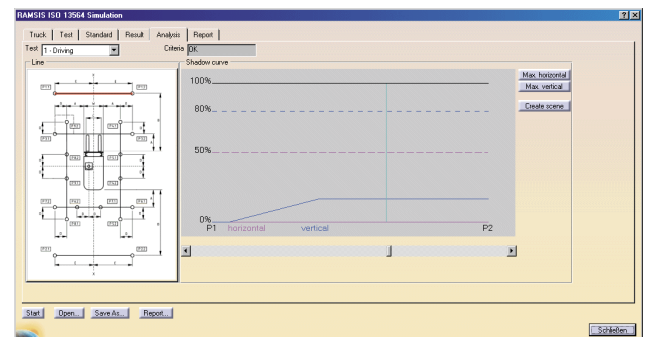 RAMSIS ISO 13564 Simulation
Truck Test Standard Result Analysis Report
Test 1 - Driving Criteria OK
Line Shadow curve
Max. horizontal
Max. vertical
Create scene
100%
80%
50%
0%
P1 horizontal vertical P2
Start Open... Save As... Report...
Schließen